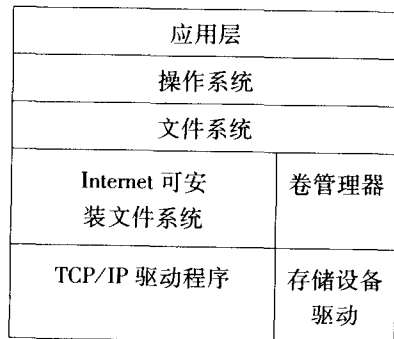 应用层
操作系统
文件系统
Internet 可安
装文件系统
卷管理器
TCP/IP 驱动程序
存储设备
驱动